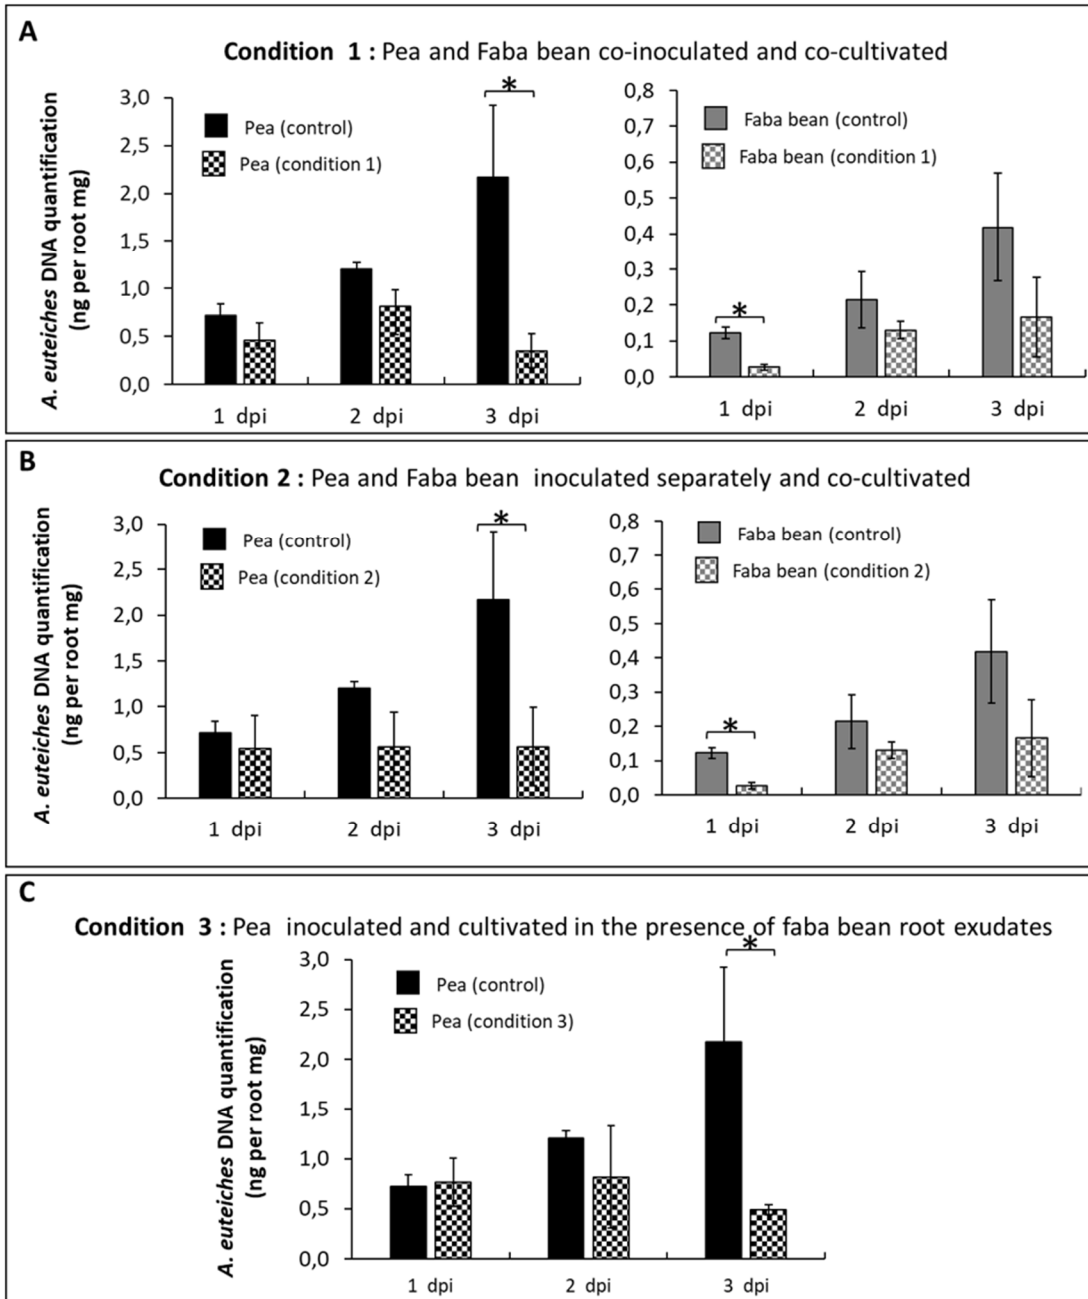 A
Condition 1 : Pea and Faba bean co-inoculated and co-cultivated
A. euteiches DNA quantification
(ng per root mg)
3,0
2,5
2,0
1,5
1,0
0,5
0,0
Pea (control)
Pea (condition 1)
*
1 dpi
2 dpi
3 dpi
0,8
0,7
0,6
0,5
0,4
0,3
0,2
0,1
0,0
Faba bean (control)
Faba bean (condition 1)
*
1 dpi
2 dpi
3 dpi
B
Condition 2 : Pea and Faba bean inoculated separately and co-cultivated
A. euteiches DNA quantification
(ng per root mg)
3,0
2,5
2,0
1,5
1,0
0,5
0,0
Pea (control)
Pea (condition 2)
*
1 dpi
2 dpi
3 dpi
0,8
0,7
0,6
0,5
0,4
0,3
0,2
0,1
0,0
Faba bean (control)
Faba bean (condition 2)
*
1 dpi
2 dpi
3 dpi
C
Condition 3 : Pea inoculated and cultivated in the presence of faba bean root exudates
A. euteiches DNA quantification
(ng per root mg)
3,0
2,5
2,0
1,5
1,0
0,5
0,0
Pea (control)
Pea (condition 3)
*
1 dpi
2 dpi
3 dpi